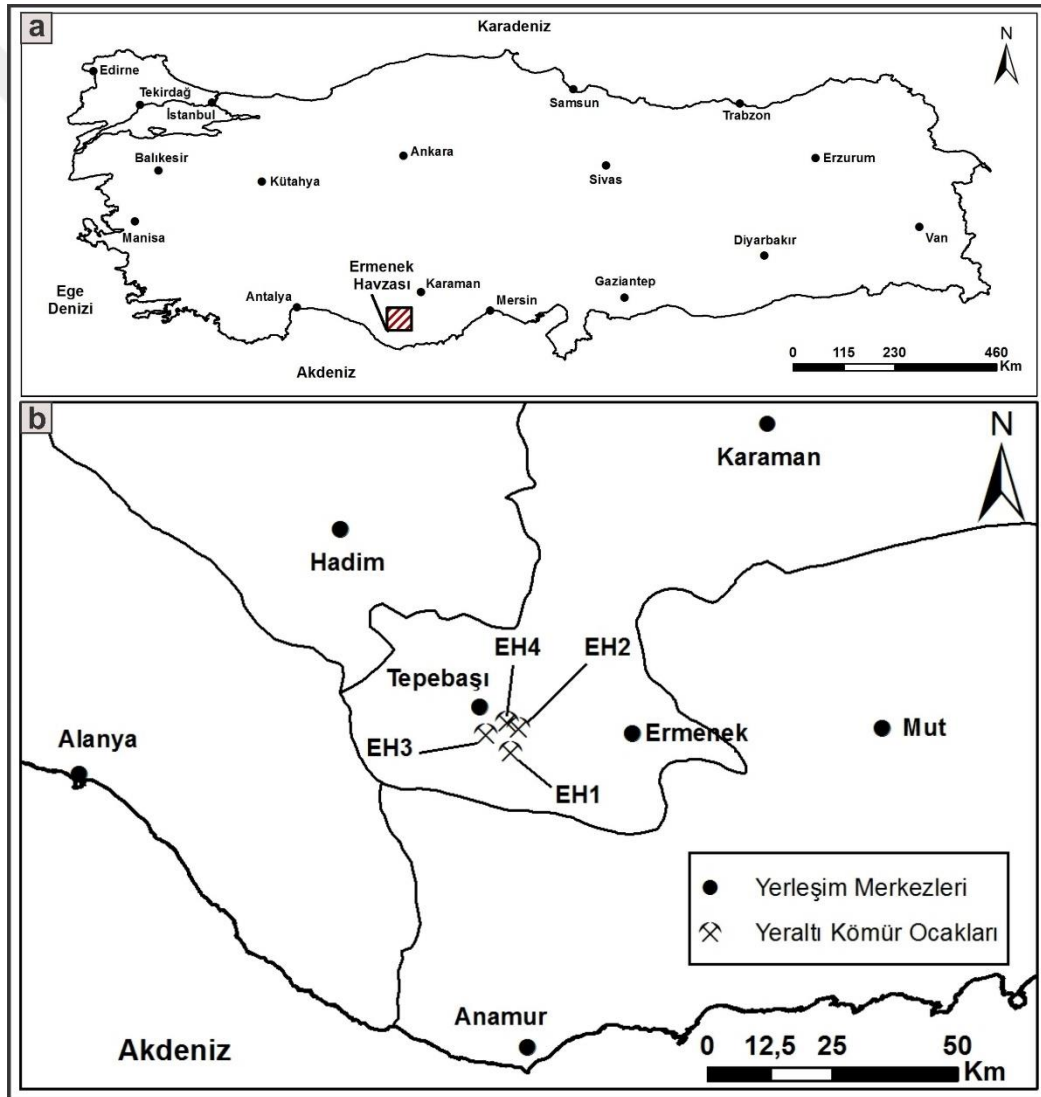 a
Karadeniz
N
Edirne
Tekirdağ
İstanbul
Samsun
Trabzon
Balıkesir
Ankara
Erzurum
Kütahya
Sivas
Manisa
Van
Diyarbakır
Ermenek
Havzası
Karaman
Gaziantep
Ege
Denizi
Antalya
Mersin
Akdeniz
0 115 230 460
Km
b
N
Karaman
Hadim
EH4
EH2
Tepebaşı
Ermenek
Mut
Alanya
EH3
EH1
Yerleşim Merkezleri
Yeraltı Kömür Ocakları
Anamur
Akdeniz
0 12,5 25 50
Km